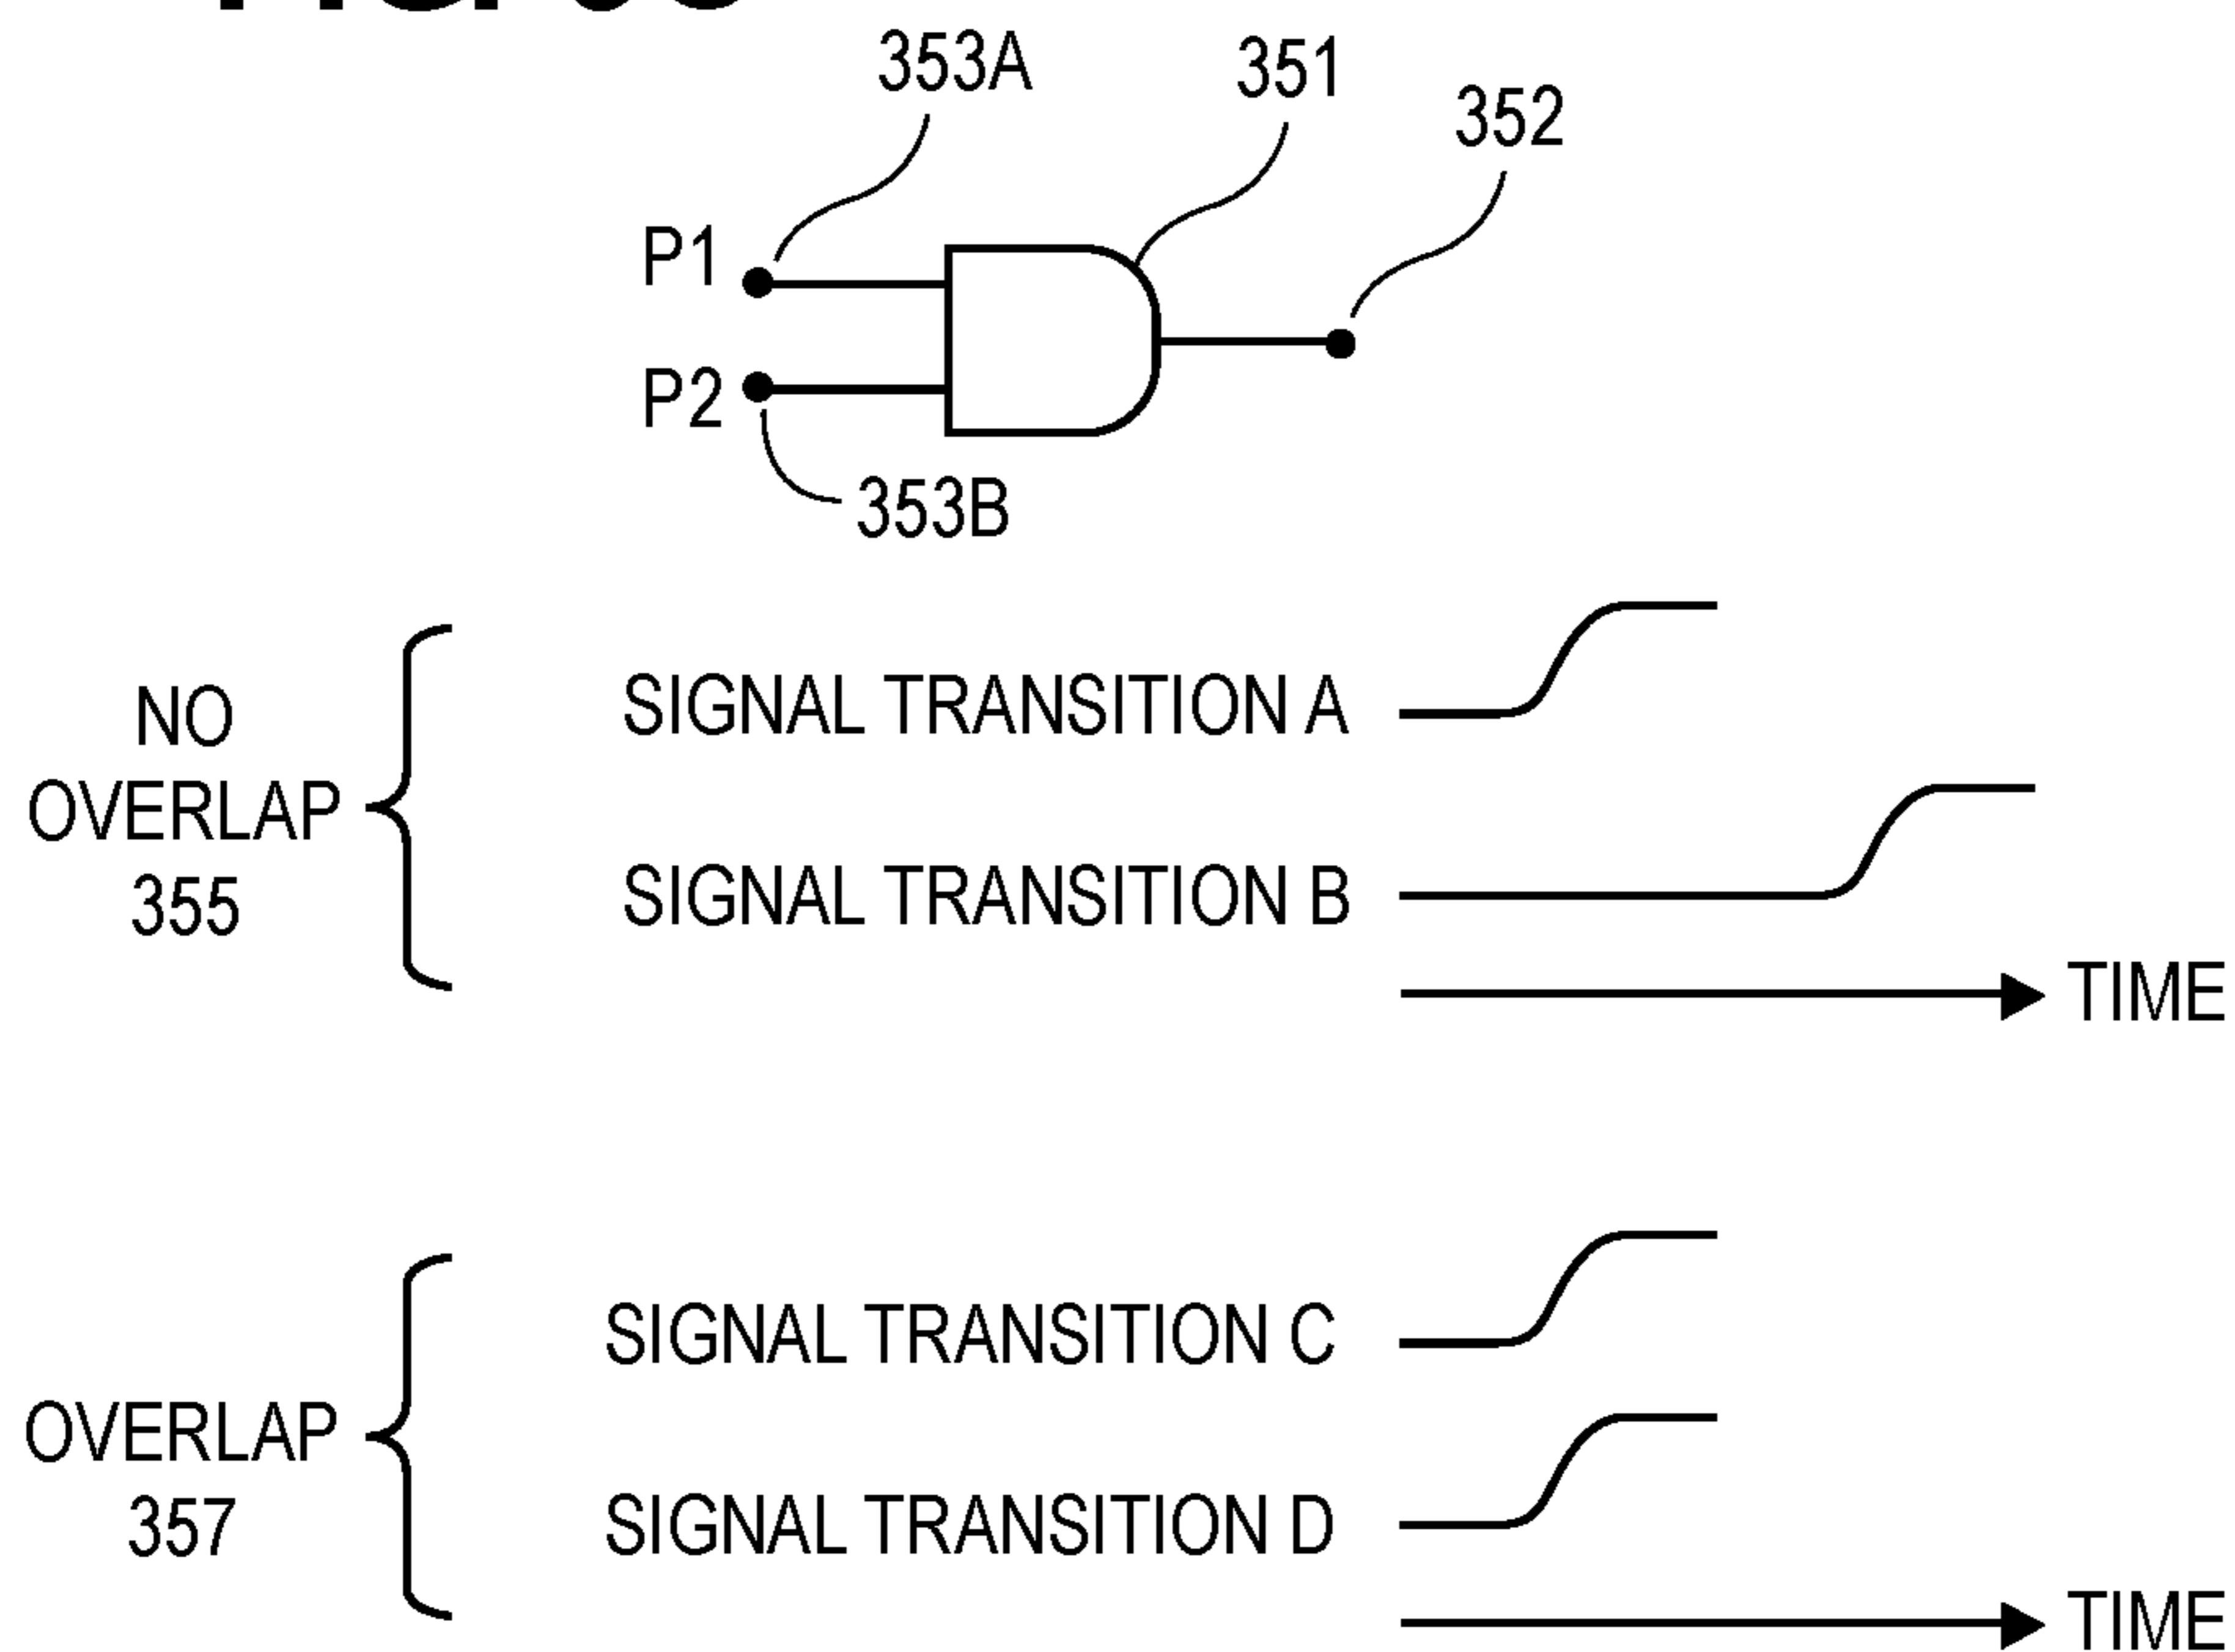 353A
351
352
P1
P2
353B
NO
OVERLAP
355
SIGNAL TRANSITION A
SIGNAL TRANSITION B
TIME
OVERLAP
357
SIGNAL TRANSITION C
SIGNAL TRANSITION D
TIME